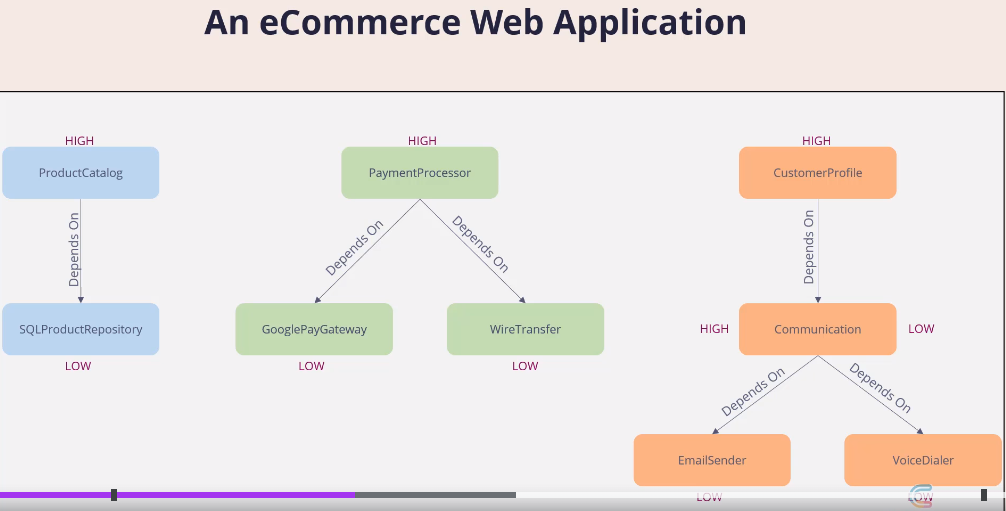 An eCommerce Web Application
HIGH
HIGH
HIGH
ProductCatalog
PaymentProcessor
CustomerProfile
Depends On
Depends On
Depends On
Depends On
SQLProductRepository
GooglePayGateway
WireTransfer
HIGH
Communication
LOW
LOW
LOW
LOW
Depends On
Depends On
EmailSender
VoiceDialer
LOW
LOW